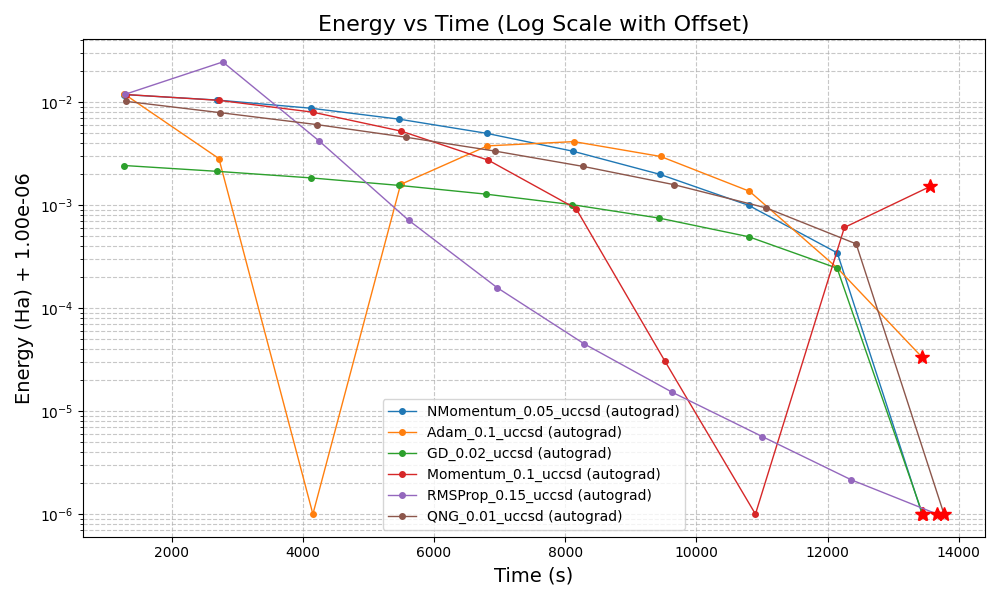 Energy vs Time (Log Scale with Offset)
Energy (Ha) + 1.00e-06
10⁻²
10⁻³
10⁻⁴
10⁻⁵
10⁻⁶
NMomentum_0.05_uccsd (autograd)
Adam_0.1_uccsd (autograd)
GD_0.02_uccsd (autograd)
Momentum_0.1_uccsd (autograd)
RMSProp_0.15_uccsd (autograd)
QNG_0.01_uccsd (autograd)
2000 4000 6000 8000 10000 12000 14000
Time (s)